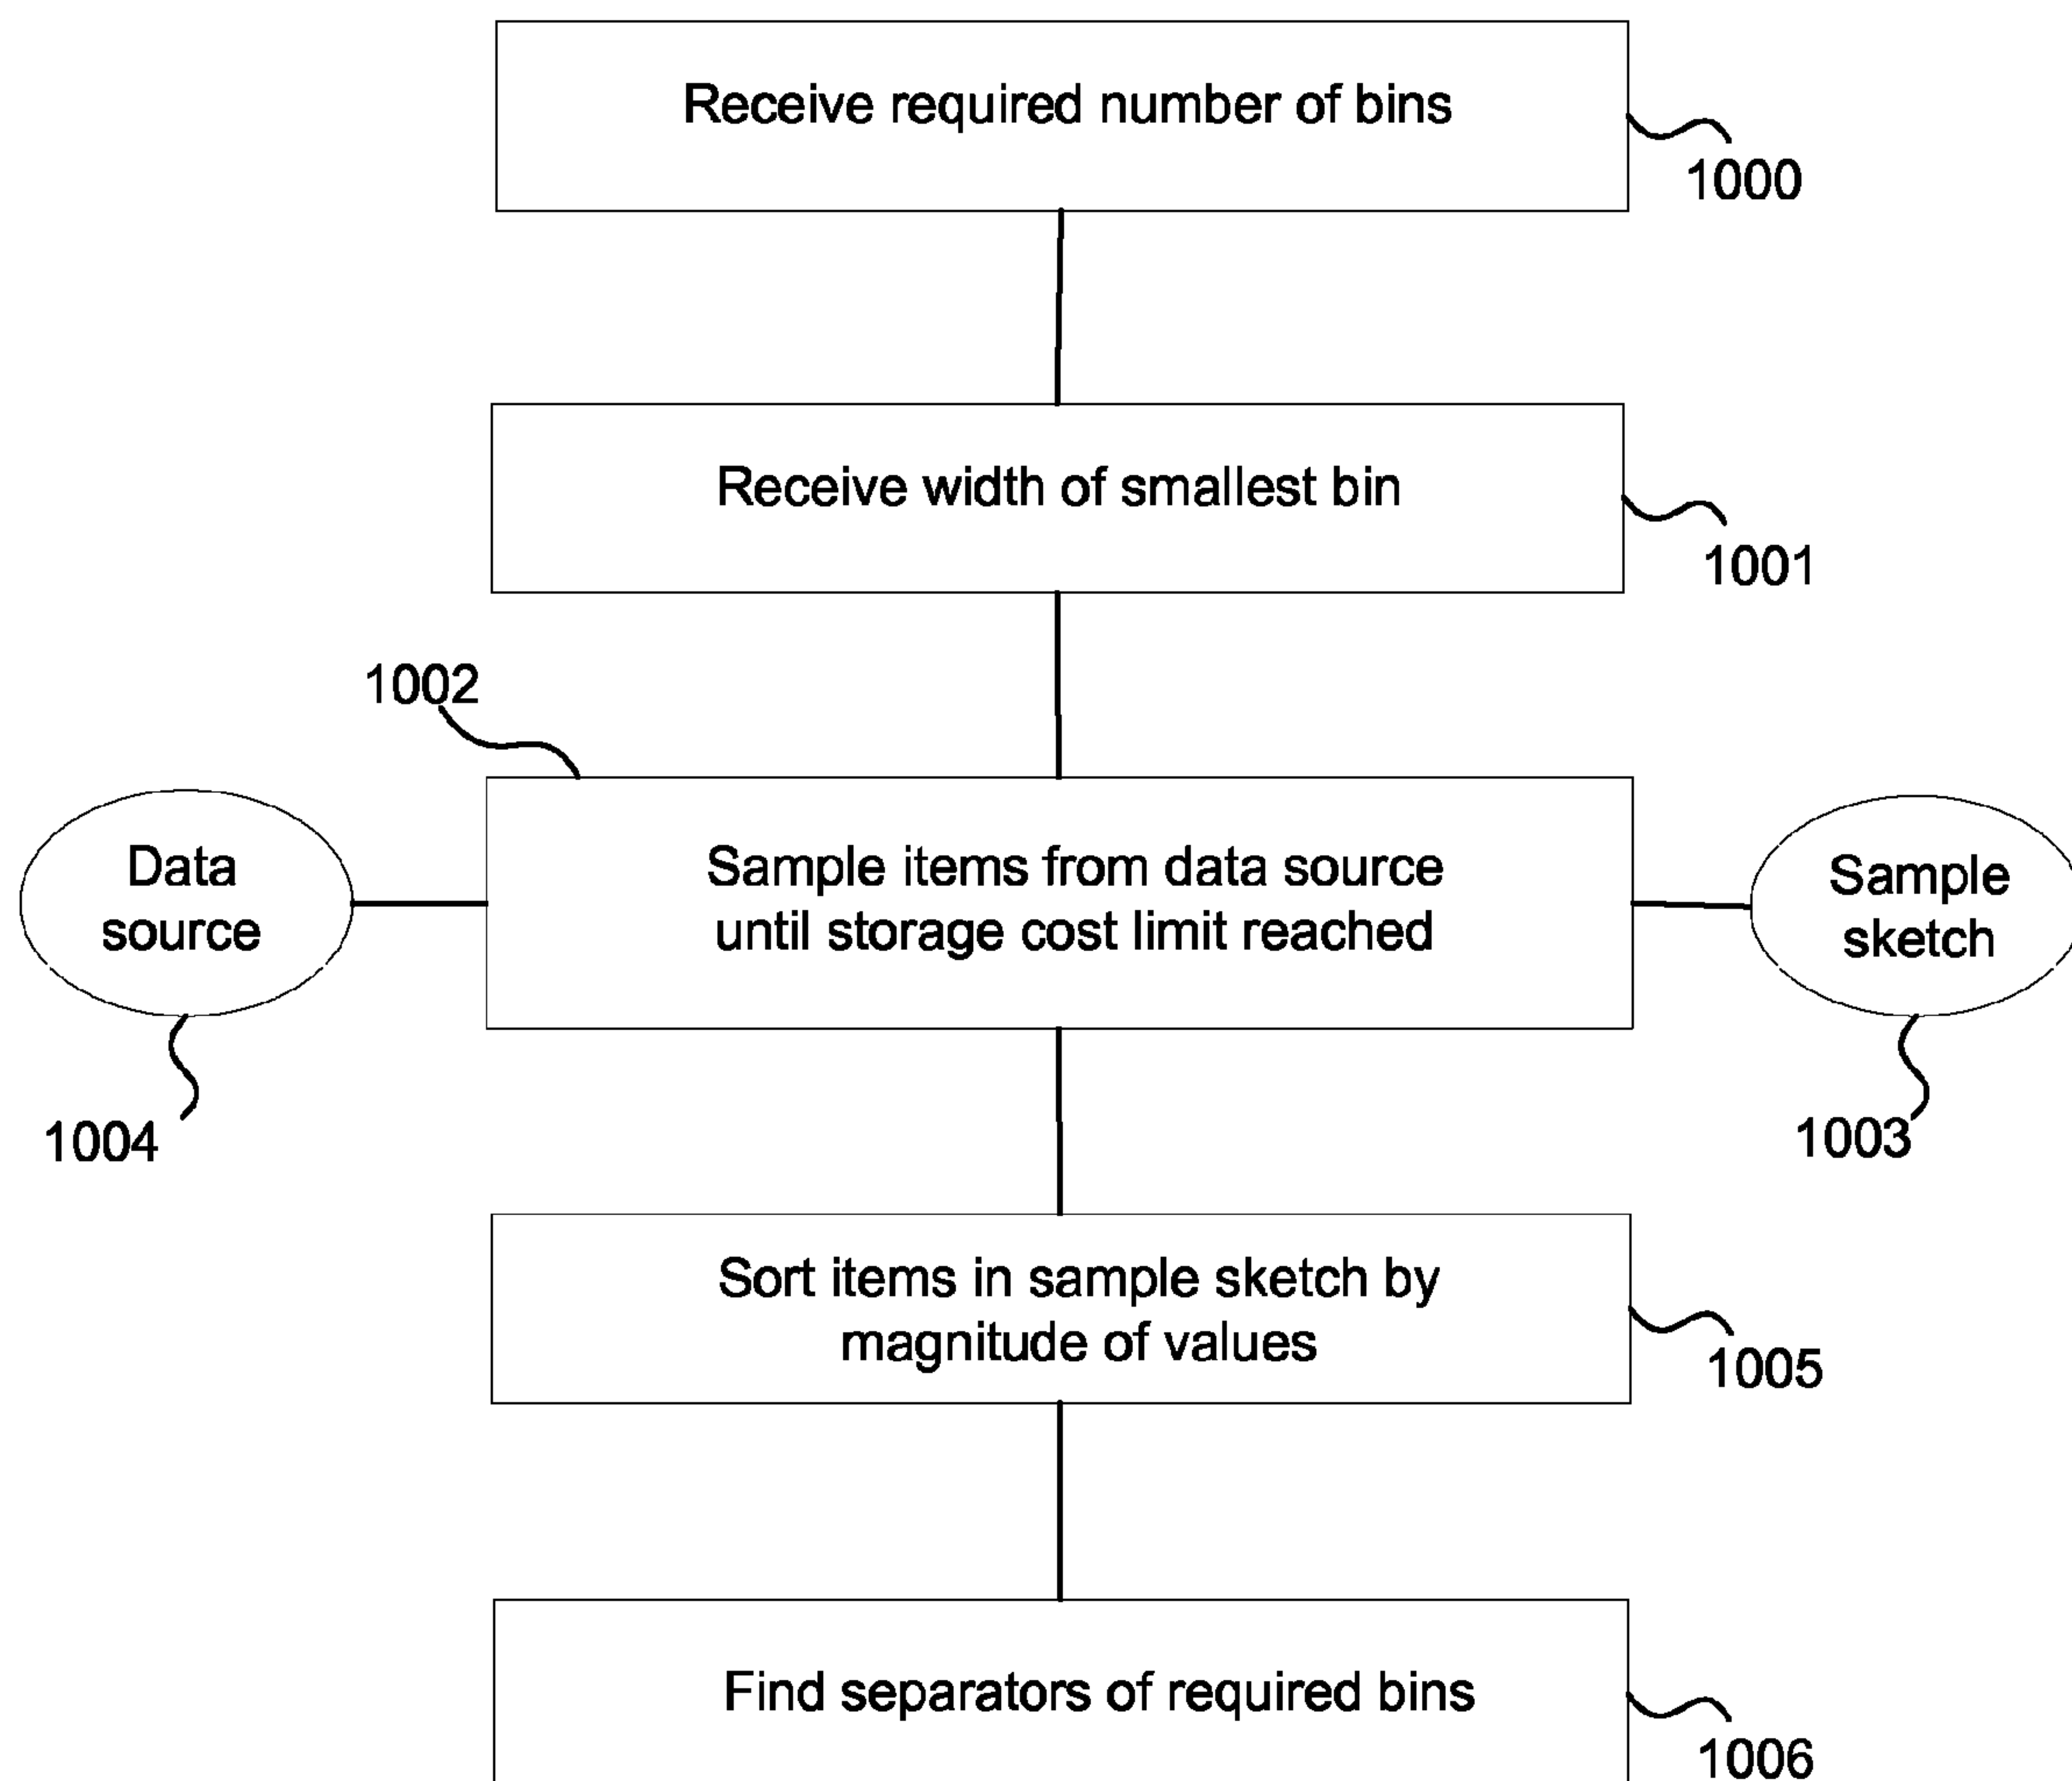 Receive required number of bins
1000
Receive width of smallest bin
1001
1002
Data
source
Sample items from data source
until storage cost limit reached
Sample
sketch
1004
1003
Sort items in sample sketch by
magnitude of values
1005
Find separators of required bins
1006